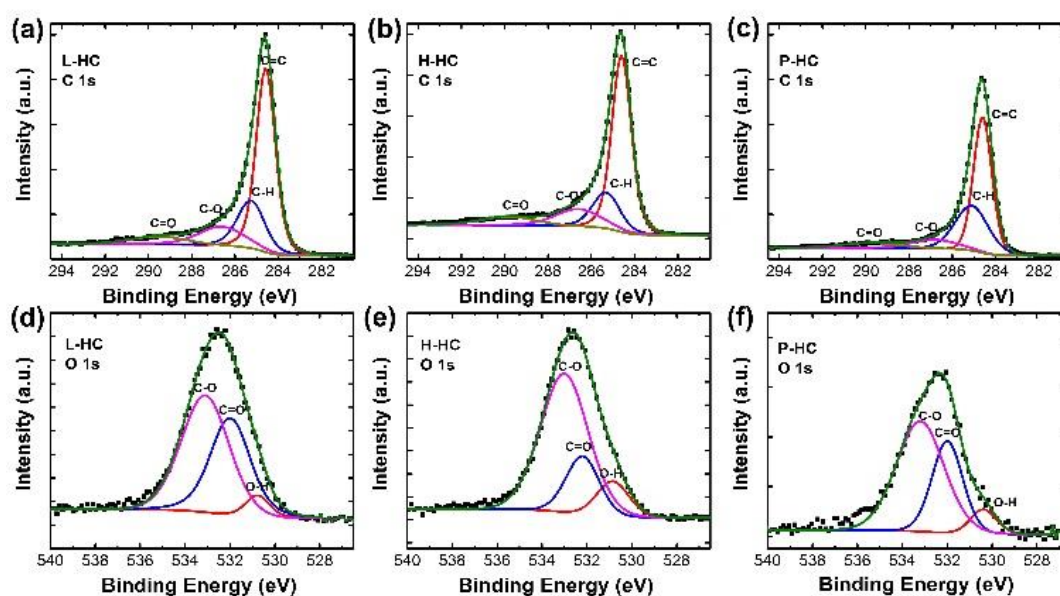 (a)
L-HC
C 1s
C=C
C-H
C-O
C=O
Intensity (a.u.)
294 292 290 288 286 284 282
Binding Energy (eV)
(b)
H-HC
C 1s
C=C
C-H
C-O
C=O
Intensity (a.u.)
294 292 290 288 286 284 282
Binding Energy (eV)
(c)
P-HC
C 1s
C=C
C-H
C-O
C=O
Intensity (a.u.)
294 292 290 288 286 284 282
Binding Energy (eV)
(d)
L-HC
O 1s
C-O
C=O
O-H
Intensity (a.u.)
540 538 536 534 532 530 528
Binding Energy (eV)
(e)
H-HC
O 1s
C-O
C=O
O-H
Intensity (a.u.)
540 538 536 534 532 530 528
Binding Energy (eV)
(f)
P-HC
O 1s
C-O
C=O
O-H
Intensity (a.u.)
540 538 536 534 532 530 528
Binding Energy (eV)